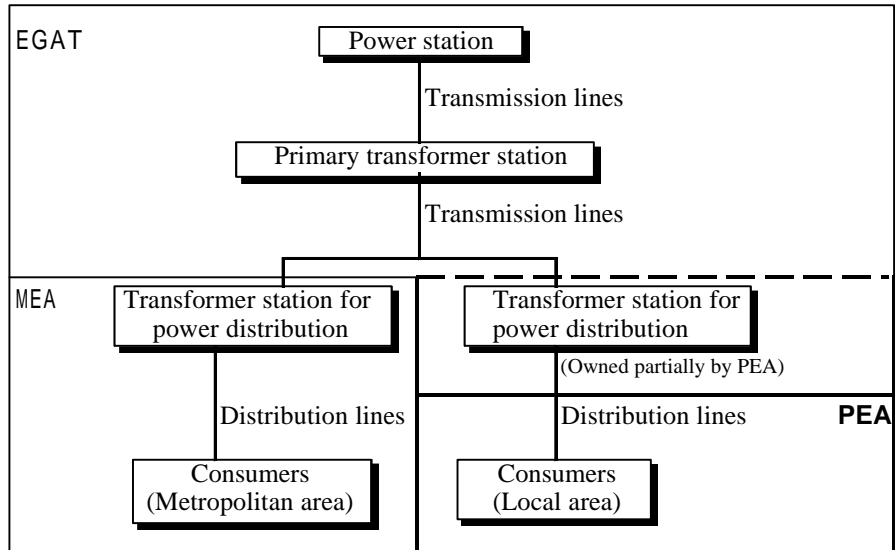 EGAT
Power station
Transmission lines
Primary transformer station
Transmission lines
MEA
Transformer station for
power distribution
Transformer station for
power distribution
(Owned partially by PEA)
Distribution lines
Distribution lines
PEA
Consumers
(Metropolitan area)
Consumers
(Local area)